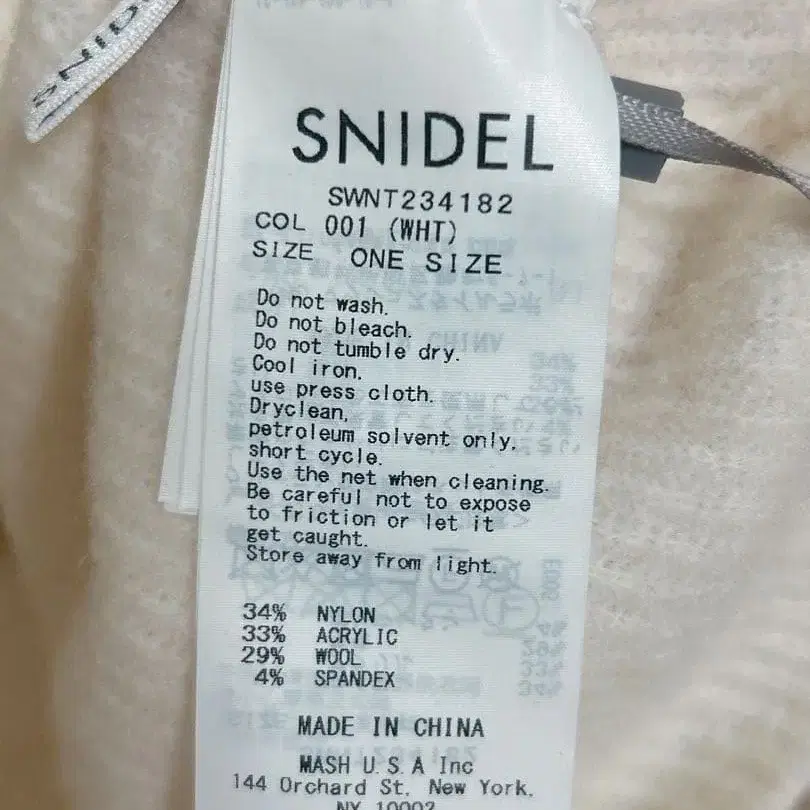 SNIDEL
SNIDEL
SWNT234182
COL 001 (WHT)
SIZE ONE SIZE
Do not wash.
Do not bleach.
Do not tumble dry.
Cool iron.
use press cloth.
Dryclean,
petroleum solvent only,
short cycle.
Use the net when cleaning.
Be careful not to expose
to friction or let it
get caught.
Store away from light.
34% NYLON
33% ACRYLIC
29% WOOL
4% SPANDEX
MADE IN CHINA
MASH U.S.A Inc
144 Orchard St, New York,
NY 10002